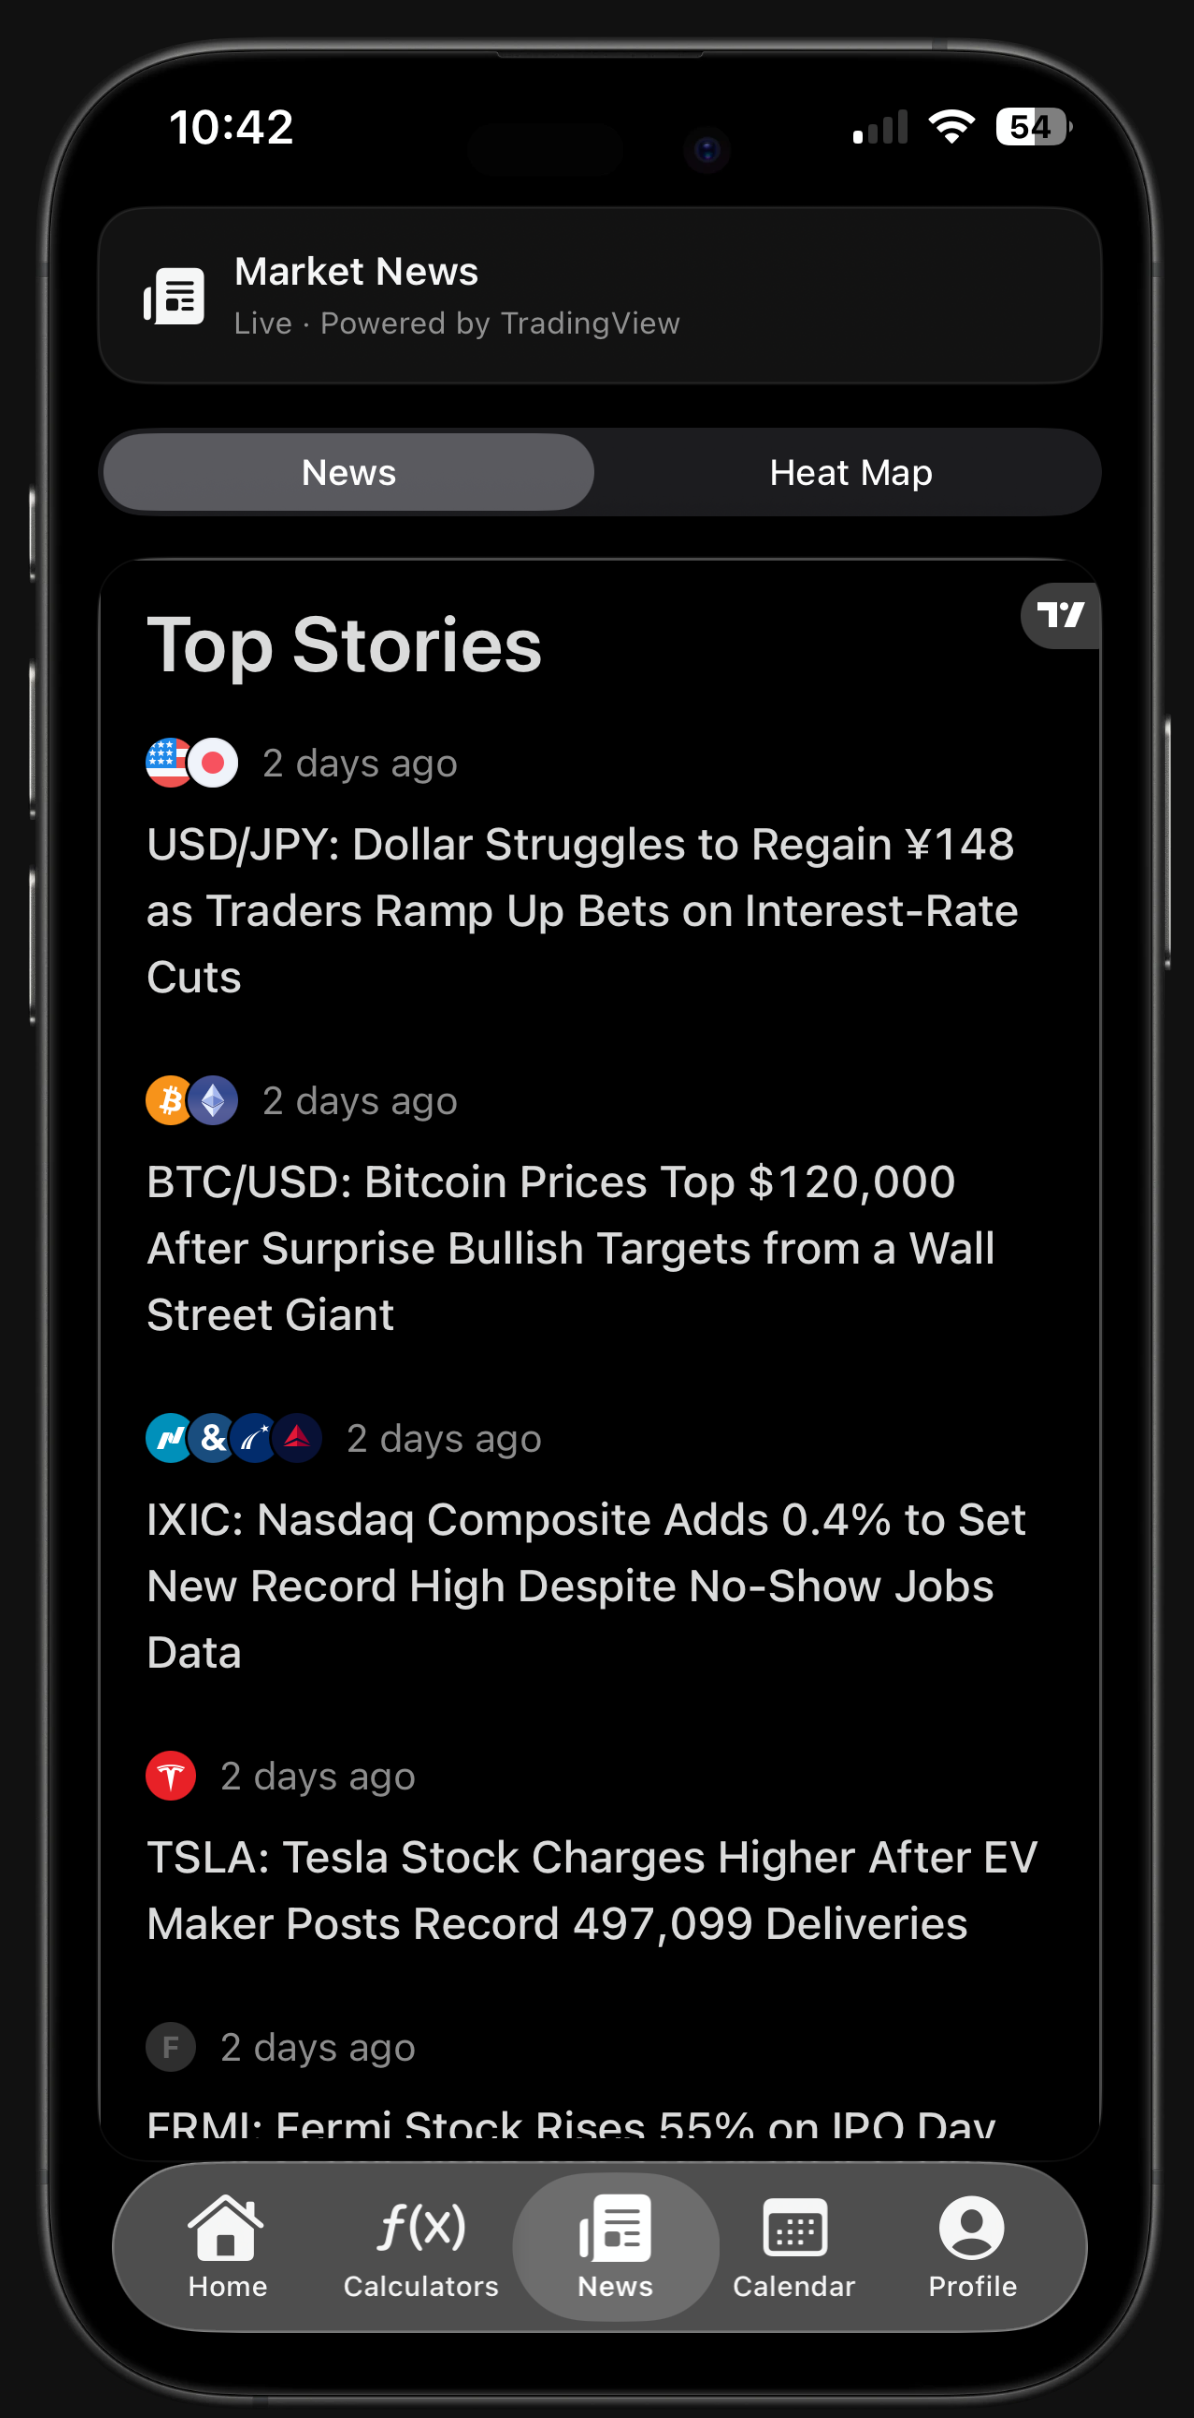 10:42
54
Market News
Live · Powered by TradingView
News
Heat Map
Top Stories
2 days ago
USD/JPY: Dollar Struggles to Regain ¥148
as Traders Ramp Up Bets on Interest-Rate
Cuts
2 days ago
BTC/USD: Bitcoin Prices Top $120,000
After Surprise Bullish Targets from a Wall
Street Giant
&
2 days ago
IXIC: Nasdaq Composite Adds 0.4% to Set
New Record High Despite No-Show Jobs
Data
2 days ago
TSLA: Tesla Stock Charges Higher After EV
Maker Posts Record 497,099 Deliveries
F
2 days ago
FRMI: Fermi Stock Rises 55% on IPO Day
f(x)
Home
Calculators
News
Calendar
Profile